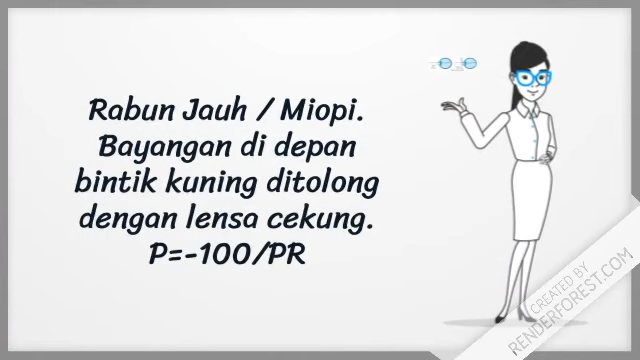 Rabun Jauh / Miopi.
Bayangan di depan
bintik kuning ditolong
dengan lensa cekung.
P=-100/PR
CREATED BY
RENDERFOREST.COM